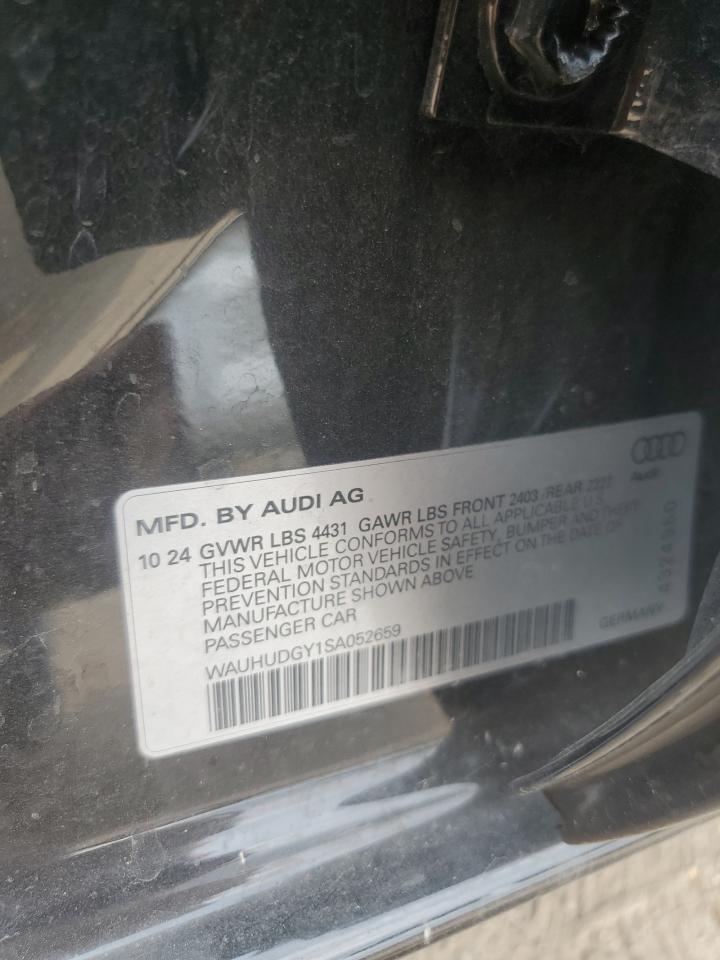 MFD. BY AUDI AG
Audi
10 24 GVWR LBS 4431 GAWR LBS FRONT 2403 /REAR
THIS VEHICLE CONFORMS TO ALL APPLICABLE U.S.
FEDERAL MOTOR VEHICLE SAFETY, BUMPER AND THEFT
PREVENTION STANDARDS IN EFFECT ON THE DATE OF
MANUFACTURE SHOWN ABOVE
PASSENGER CAR
WAUHUDGY1SA052659
GERMANY